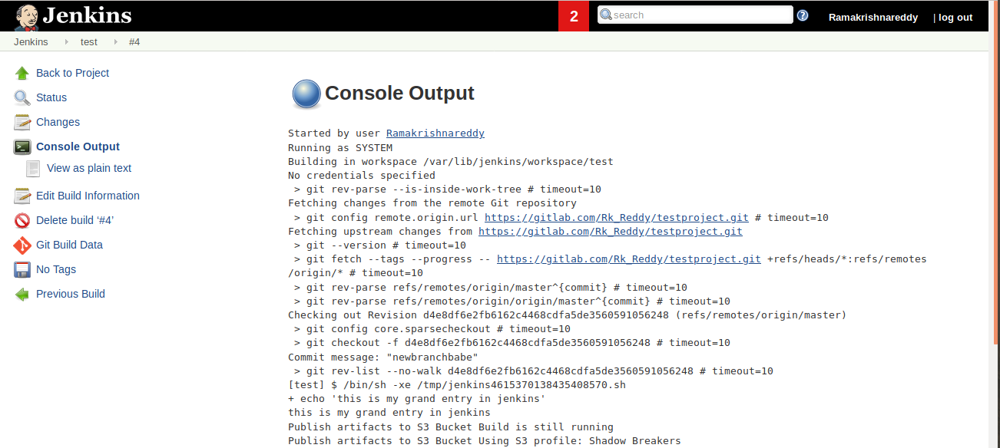 Jenkins
2
search
?
Ramakrishnareddy
| log out
Jenkins
test
#4
Back to Project
Status
Changes
Console Output
View as plain text
Edit Build Information
Delete build ‘#4’
Git Build Data
No Tags
Previous Build
Console Output
Started by user Ramakrishnareddy
Running as SYSTEM
Building in workspace /var/lib/jenkins/workspace/test
No credentials specified
 > git rev-parse --is-inside-work-tree # timeout=10
Fetching changes from the remote Git repository
 > git config remote.origin.url https://gitlab.com/Rk_Reddy/testproject.git # timeout=10
Fetching upstream changes from https://gitlab.com/Rk_Reddy/testproject.git
 > git --version # timeout=10
 > git fetch --tags --progress -- https://gitlab.com/Rk_Reddy/testproject.git +refs/heads/*:refs/remotes
/origin/* # timeout=10
 > git rev-parse refs/remotes/origin/master^{commit} # timeout=10
 > git rev-parse refs/remotes/origin/origin/master^{commit} # timeout=10
Checking out Revision d4e8df6e2fb6162c4468cdfa5de3560591056248 (refs/remotes/origin/master)
 > git config core.sparsecheckout # timeout=10
 > git checkout -f d4e8df6e2fb6162c4468cdfa5de3560591056248 # timeout=10
Commit message: "newbranchbabe"
 > git rev-list --no-walk d4e8df6e2fb6162c4468cdfa5de3560591056248 # timeout=10
[test] $ /bin/sh -xe /tmp/jenkins4615370138435408570.sh
+ echo 'this is my grand entry in jenkins'
this is my grand entry in jenkins
Publish artifacts to S3 Bucket Build is still running
Publish artifacts to S3 Bucket Using S3 profile: Shadow Breakers